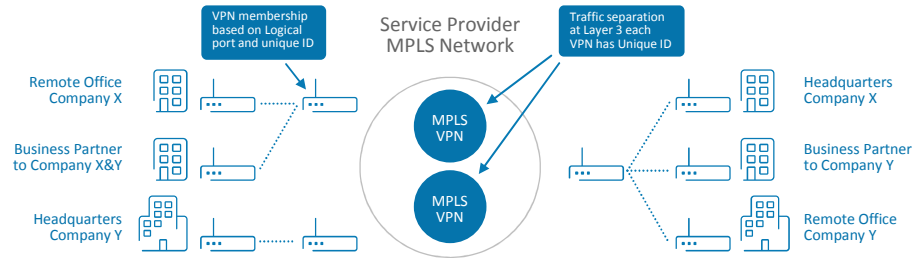 VPN membership
based on Logical
port and unique ID
Service Provider
MPLS Network
Traffic separation
at Layer 3 each
VPN has Unique ID
Remote Office
Company X
Business Partner
to Company X&Y
Headquarters
Company Y
MPLS
VPN
MPLS
VPN
Headquarters
Company X
Business Partner
to Company Y
Remote Office
Company Y